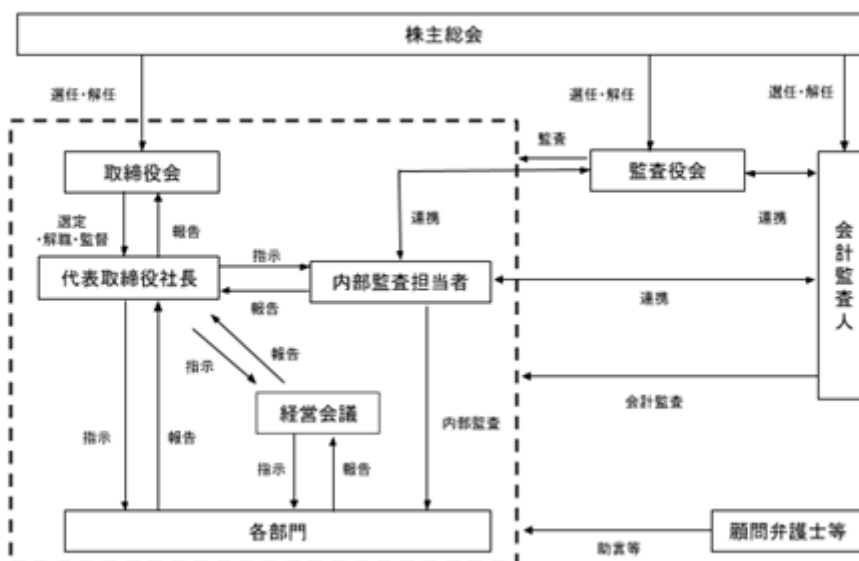 株主総会
選任・解任
選任・解任
選任・解任
監査
取締役会
監査役会
選定
・解職・監督
報告
連携
連携
会計監査人
代表取締役社長
指示
報告
内部監査担当者
連携
指示
報告
経営会議
会計監査
指示
報告
指示
報告
内部監査
各部門
顧問弁護士等
助言等